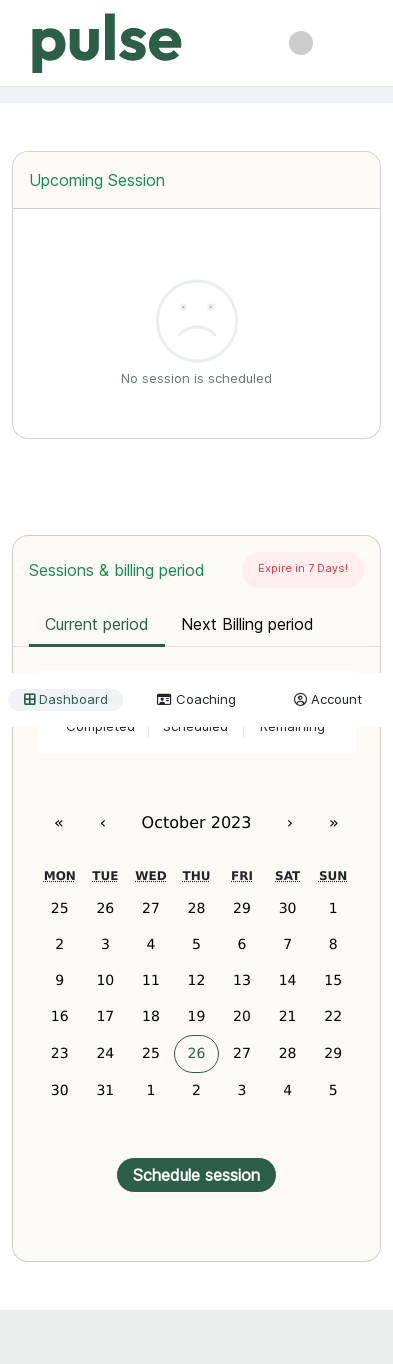 pulse
Upcoming Session
No session is scheduled
Sessions & billing period
Expire in 7 Days!
Current period
Next Billing period
Dashboard
Coaching
Account
Completed
Scheduled
Remaining
« ‹ October 2023 › »
MON TUE WED THU FRI SAT SUN
25 26 27 28 29 30 1
2 3 4 5 6 7 8
9 10 11 12 13 14 15
16 17 18 19 20 21 22
23 24 25 26 27 28 29
30 31 1 2 3 4 5
Schedule session